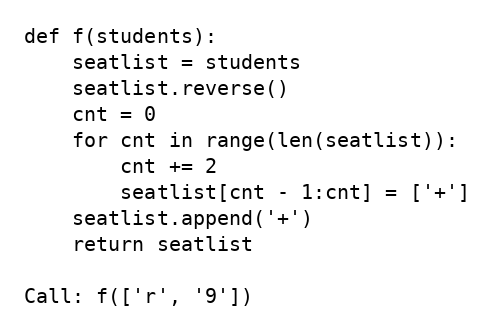 def f(students):
    seatlist = students
    seatlist.reverse()
    cnt = 0
    for cnt in range(len(seatlist)):
        cnt += 2
        seatlist[cnt - 1:cnt] = ['+']
    seatlist.append('+')
    return seatlist

Call: f(['r', '9'])